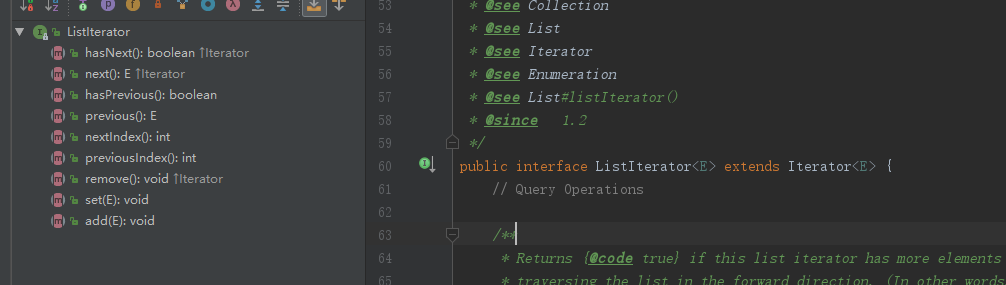 ListIterator
hasNext(): boolean ↑Iterator
next(): E ↑Iterator
hasPrevious(): boolean
previous(): E
nextIndex(): int
previousIndex(): int
remove(): void ↑Iterator
set(E): void
add(E): void
53 * @see Collection
54 * @see List
55 * @see Iterator
56 * @see Enumeration
57 * @see List#listIterator()
58 * @since 1.2
59 */
60 public interface ListIterator<E> extends Iterator<E> {
61 // Query Operations
62
63 /**
64 * Returns {@code true} if this list iterator has more elements
65 * traversing the list in the forward direction. (In other words